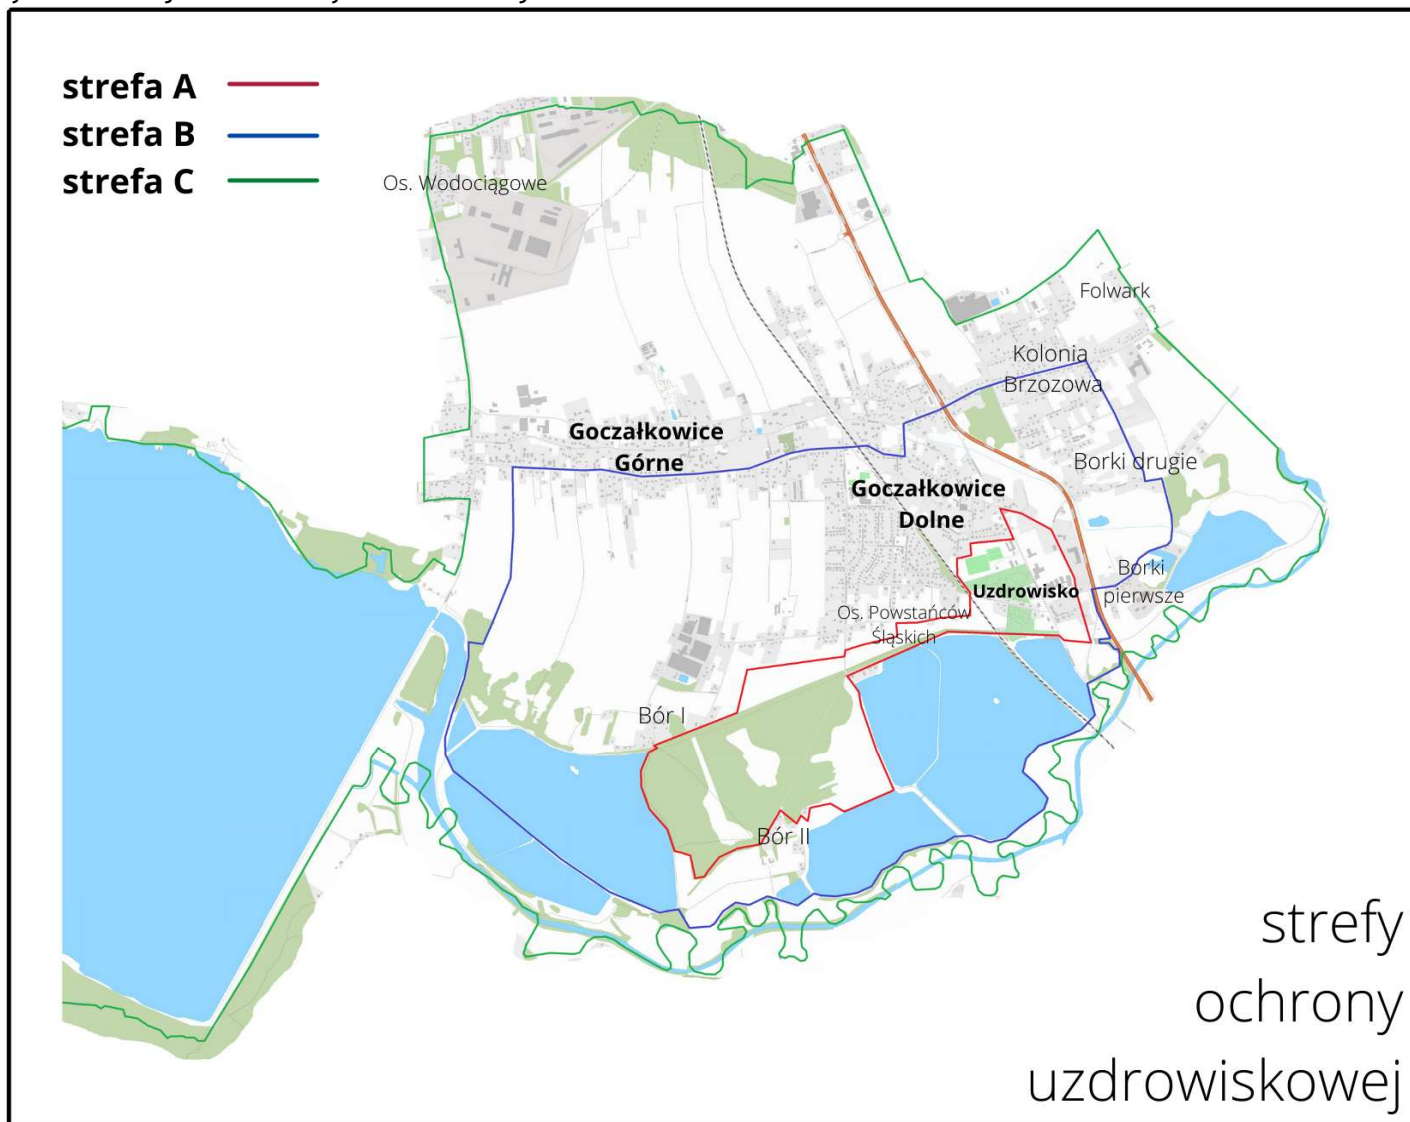 strefa A
strefa B
strefa C
Os. Wodociągowe
Folwark
Kolonia
Brzozowa
Goczałkowice
Górne
Borki drugie
Goczałkowice
Dolne
Borki
pierwsze
Uzdrowisko
Os. Powstańców
Śląskich
Bór I
Bór II
strefy
ochrony
uzdrowiskowej